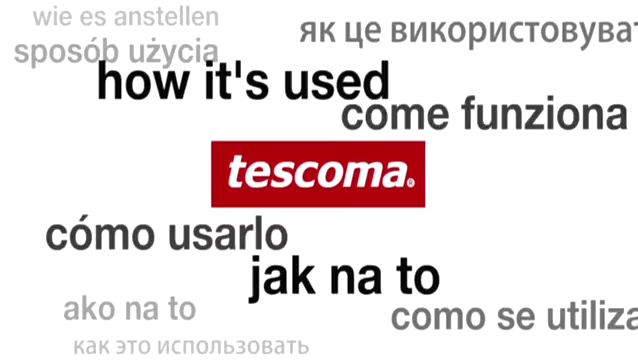 wie es anstellen
як це використовува
sposób użycia
how it's used
come funziona
tescoma®
cómo usarlo
jak na to
ako na to
como se utiliza
как это использовать